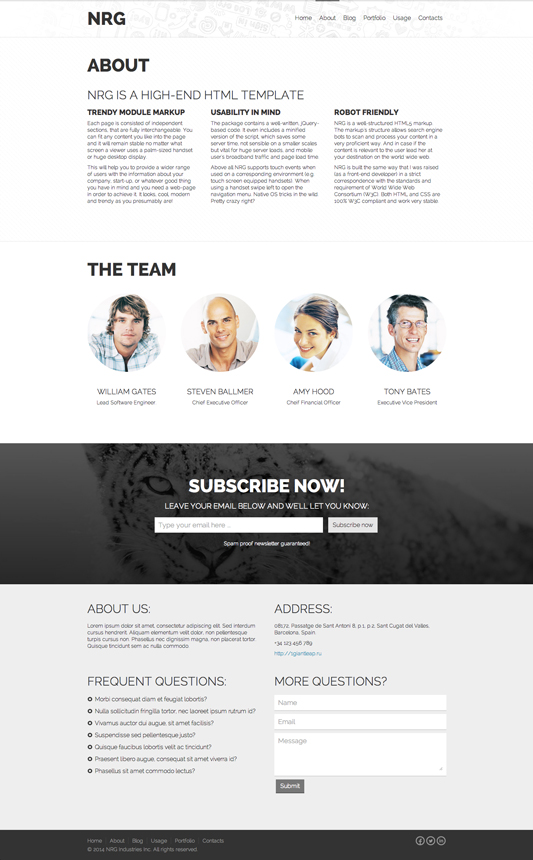 NRG
Home About Blog Portfolio Usage Contacts
ABOUT
NRG IS A HIGH-END HTML TEMPLATE
TRENDY MODULE MARKUP
Each page is consisted of independent
sections, that are fully interchangeable. You
can fit any content you like into the page
and it will remain stable no matter what
screen a viewer uses: a palm-sized handset
or huge desktop display.
This will help you to provide a wider range
of users with the information about your
company, start-up, or whatever good thing
you have in mind and you need a web-page
in order to achieve it. It looks, cool, modern
and trendy as you presumably are!
USABILITY IN MIND
The package contains a well-written, jQuery-
based code. It even includes a minified
version of the script, which saves some
server time, not sensible on a smaller scales
but vital for huge server loads, and mobile
user's broadband traffic and page load time.
Above all NRG supports touch events when
used on a corresponding environment (e.g.
touch screen equipped handsets). When
using a handset swipe left to open the
navigation menu. Native OS tricks in the wild.
Pretty crazy right?
ROBOT FRIENDLY
NRG is a well-structured HTML5 markup.
The markup's structure allows search engine
bots to scan and process your content in a
very proficient way. And in case if the
content is relevant to the user lead her at
your destination on the world wide web.
NRG is built the same way that I was raised
(as a front-end developer) in a strict
correspondence with the standards and
requirement of World Wide Web
Consortium (W3C). Both HTML and CSS are
100% W3C compliant and work very stable.
THE TEAM
WILLIAM GATES
Lead Software Engineer
STEVEN BALLMER
Chief Executive Officer
AMY HOOD
Cheif Financial Officer
TONY BATES
Executive Vice President
SUBSCRIBE NOW!
LEAVE YOUR EMAIL BELOW AND WE'LL LET YOU KNOW:
Type your email here ...
Subscribe now
Spam proof newsletter guaranteed!
ABOUT US:
Lorem ipsum dolor sit amet, consectetur adipiscing elit. Sed interdum
cursus hendrerit. Aliquam elementum velit dolor, non pellentesque
turpis cursus non. Phasellus nec dignissim magna, non placerat tortor.
Quisque tincidunt sem ac nulla commodo.
ADDRESS:
08172, Passatge de Sant Antoni 8, p.1, p.2, Sant Cugat del Valles,
Barcelona, Spain
+34 123 456 789
FREQUENT QUESTIONS:
Morbi consequat diam et feugiat lobortis?
Nulla sollicitudin fringilla tortor, nec laoreet ipsum rutrum id?
Vivamus auctor dui augue, sit amet facilisis?
Suspendisse sed pellentesque justo?
Quisque faucibus lobortis velit ac tincidunt?
Praesent libero augue, consequat sit amet viverra id?
Phasellus sit amet commodo lectus?
MORE QUESTIONS?
Name
Email
Message
Submit
Home About Blog Usage Portfolio Contacts
© 2014 NRG Industries Inc. All rights reserved.